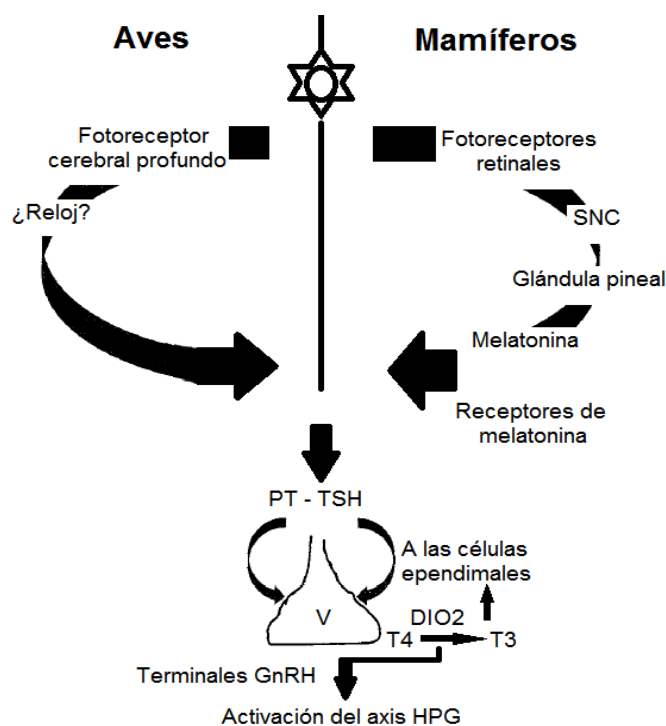 Aves
Mamíferos
Fotoreceptor
cerebral profundo
¿Reloj?
Fotoreceptores
retinales
SNC
Glándula pineal
Melatonina
Receptores de
melatonina
PT - TSH
A las células
ependimales
V
DIO2
T4
T3
Terminales GnRH
Activación del axis HPG